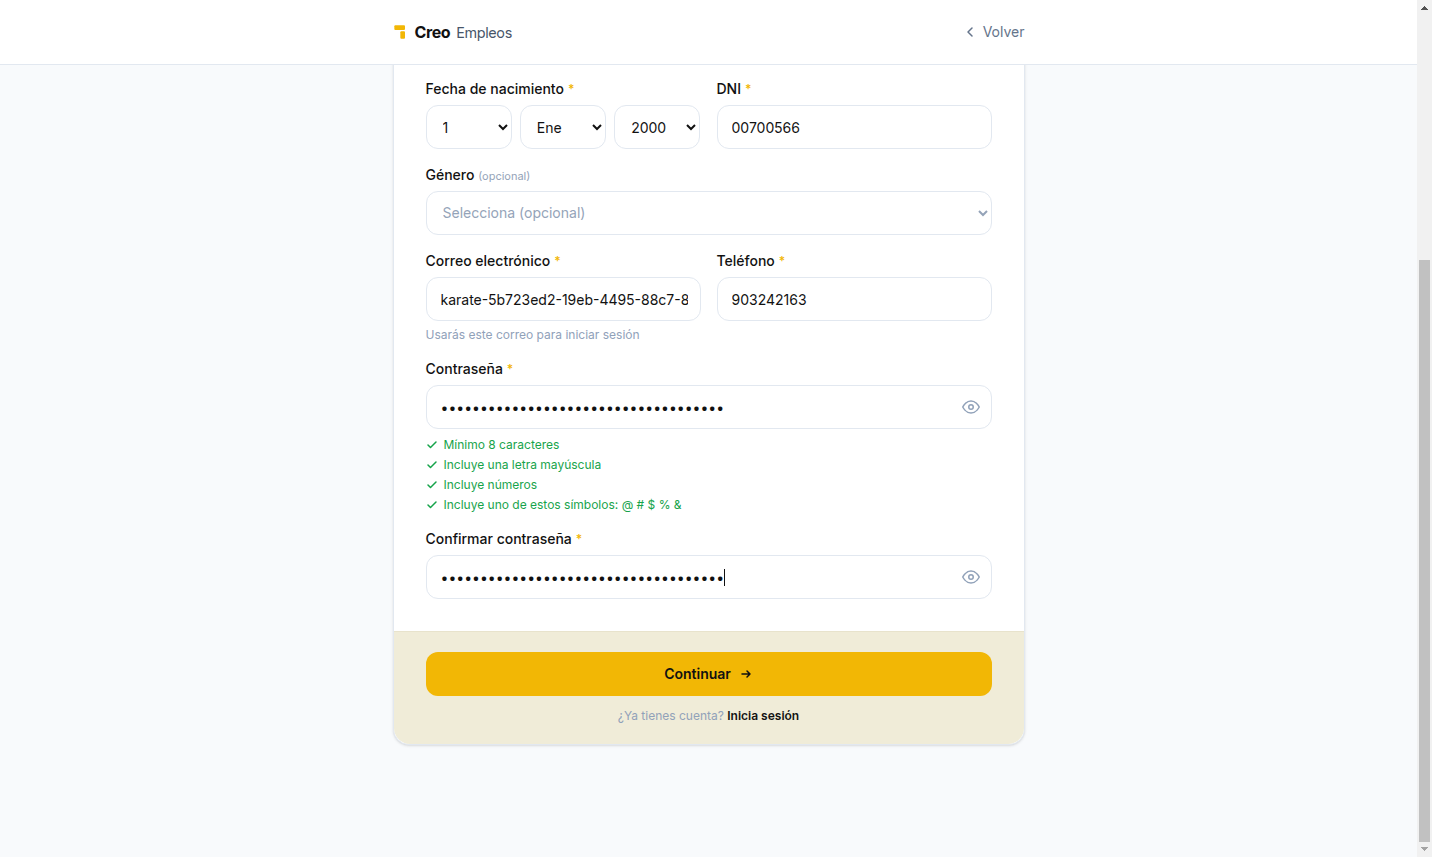 Creo Empleos
Volver
Fecha de nacimiento *
DNI *
1
Ene
2000
00700566
Género (opcional)
Selecciona (opcional)
Correo electrónico *
Teléfono *
karate-5b723ed2-19eb-4495-88c7-8
903242163
Usarás este correo para iniciar sesión
Contraseña *
••••••••••••••••••••••••••••••••••••
Mínimo 8 caracteres
Incluye una letra mayúscula
Incluye números
Incluye uno de estos símbolos: @ # $ % &
Confirmar contraseña *
••••••••••••••••••••••••••••••••••••
Continuar →
¿Ya tienes cuenta? Inicia sesión